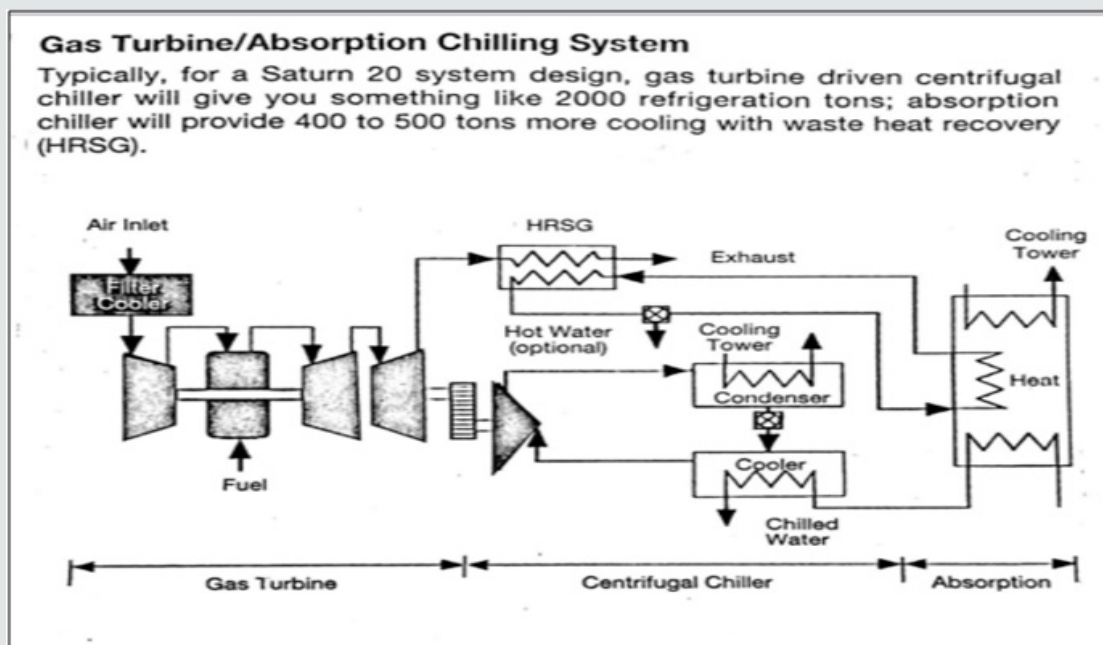 Gas Turbine/Absorption Chilling System
Typically, for a Saturn 20 system design, gas turbine driven centrifugal
chiller will give you something like 2000 refrigeration tons; absorption
chiller will provide 400 to 500 tons more cooling with waste heat recovery
(HRSG).
Air Inlet
HRSG
Cooling
Tower
Exhaust
Filter
Cooler
Hot Water
(optional)
Cooling
Tower
Condenser
Heat
Cooler
Fuel
Chilled
Water
Gas Turbine
Centrifugal Chiller
Absorption